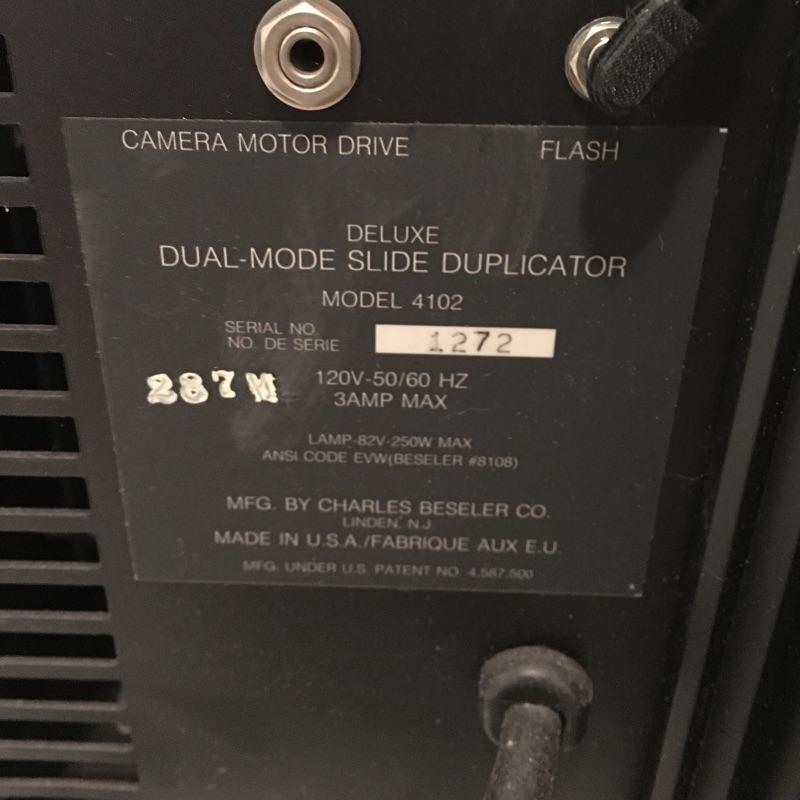 CAMERA MOTOR DRIVE FLASH
DELUXE
DUAL-MODE SLIDE DUPLICATOR
MODEL 4102
SERIAL NO.
NO. DE SERIE 1272
287M 120V-50/60 HZ
3AMP MAX
LAMP-82V-250W MAX
ANSI CODE EVW(BESELER #8108)
MFG. BY CHARLES BESELER CO.
LINDEN, N.J.
MADE IN U.S.A./FABRIQUE AUX E.U.
MFG. UNDER U.S. PATENT NO. 4,587,500